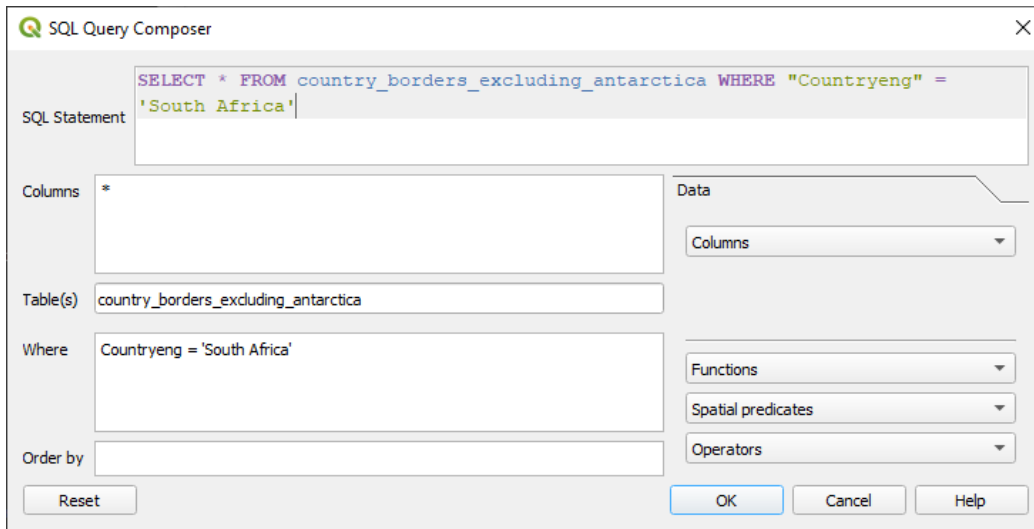 SQL Query Composer
SELECT * FROM country_borders_excluding_antarctica WHERE "Countryeng" =
'South Africa'
SQL Statement
Columns
*
Data
Columns
Table(s)
country_borders_excluding_antarctica
Where
Countryeng = 'South Africa'
Functions
Spatial predicates
Operators
Order by
Reset
OK
Cancel
Help